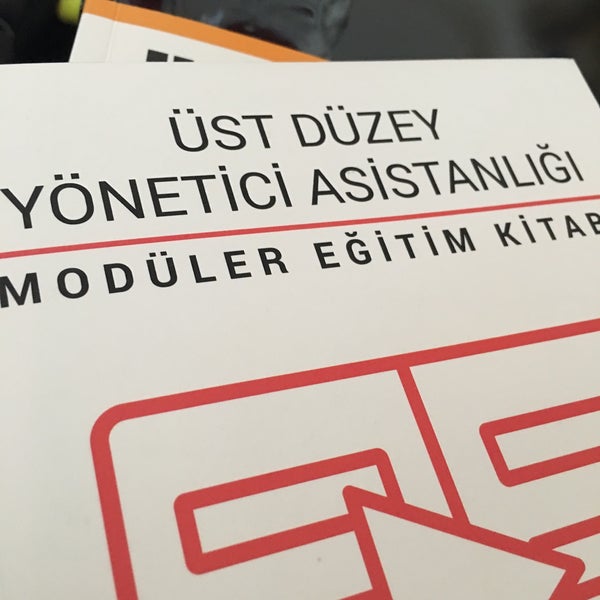 ÜST DÜZEY
YÖNETİCİ ASİSTANLIĞI
MODÜLER EĞİTİM KİTAB